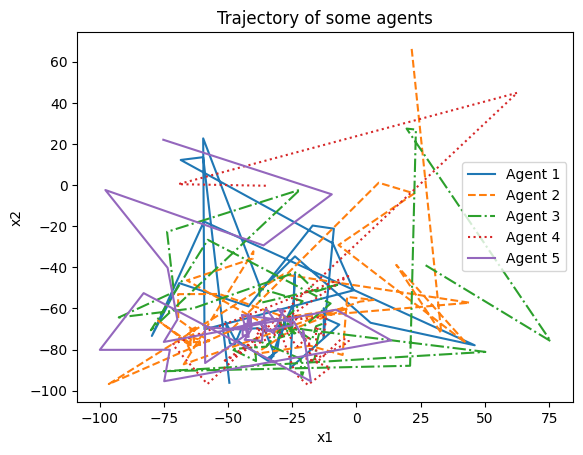 Trajectory of some agents
x2
60
40
20
0
−20
−40
−60
−80
−100
Agent 1
Agent 2
Agent 3
Agent 4
Agent 5
−100 −75 −50 −25 0 25 50 75
x1